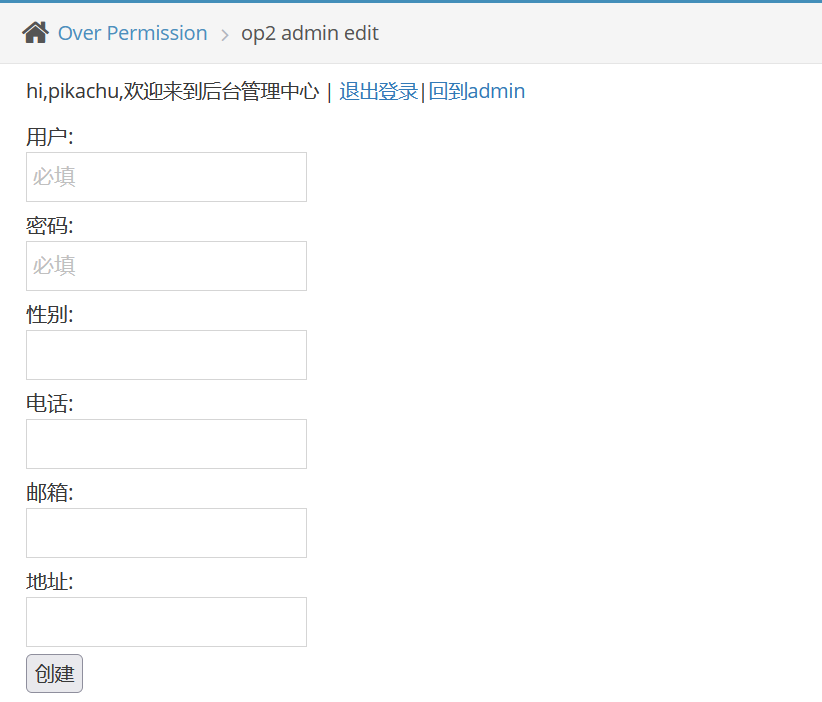 Over Permission > op2 admin edit
hi,pikachu,欢迎来到后台管理中心 | 退出登录|回到admin
用户:
必填
密码:
必填
性别:
电话:
邮箱:
地址:
创建